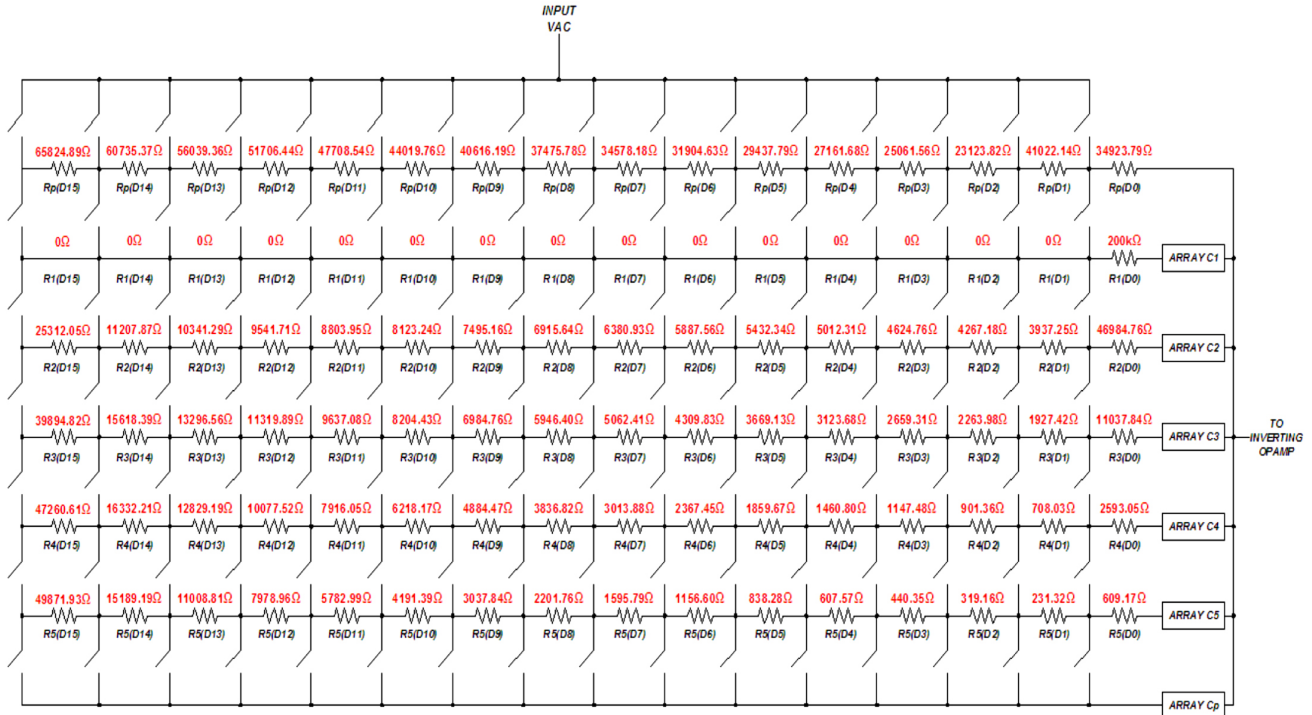 INPUT
VAC
65824.89Ω 60735.37Ω 56039.36Ω 51706.44Ω 47708.54Ω 44019.76Ω 40616.19Ω 37475.78Ω 34578.18Ω 31904.63Ω 29437.79Ω 27161.68Ω 25061.56Ω 23123.82Ω 41022.14Ω 34923.79Ω
Rp(D15) Rp(D14) Rp(D13) Rp(D12) Rp(D11) Rp(D10) Rp(D9) Rp(D8) Rp(D7) Rp(D6) Rp(D5) Rp(D4) Rp(D3) Rp(D2) Rp(D1) Rp(D0)
0Ω 0Ω 0Ω 0Ω 0Ω 0Ω 0Ω 0Ω 0Ω 0Ω 0Ω 0Ω 0Ω 0Ω 0Ω 200kΩ
ARRAY C1
R1(D15) R1(D14) R1(D13) R1(D12) R1(D11) R1(D10) R1(D9) R1(D8) R1(D7) R1(D6) R1(D5) R1(D4) R1(D3) R1(D2) R1(D1) R1(D0)
25312.05Ω 11207.87Ω 10341.29Ω 9541.71Ω 8803.95Ω 8123.24Ω 7495.16Ω 6915.64Ω 6380.93Ω 5887.56Ω 5432.34Ω 5012.31Ω 4624.76Ω 4267.18Ω 3937.25Ω 46984.76Ω
ARRAY C2
R2(D15) R2(D14) R2(D13) R2(D12) R2(D11) R2(D10) R2(D9) R2(D8) R2(D7) R2(D6) R2(D5) R2(D4) R2(D3) R2(D2) R2(D1) R2(D0)
39894.82Ω 15618.39Ω 13296.56Ω 11319.89Ω 9637.08Ω 8204.43Ω 6984.76Ω 5946.40Ω 5062.41Ω 4309.83Ω 3669.13Ω 3123.68Ω 2659.31Ω 2263.98Ω 1927.42Ω 11037.84Ω
ARRAY C3
R3(D15) R3(D14) R3(D13) R3(D12) R3(D11) R3(D10) R3(D9) R3(D8) R3(D7) R3(D6) R3(D5) R3(D4) R3(D3) R3(D2) R3(D1) R3(D0)
TO
INVERTING
OPAMP
47260.61Ω 16332.21Ω 12829.19Ω 10077.52Ω 7916.05Ω 6218.17Ω 4884.47Ω 3836.82Ω 3013.88Ω 2367.45Ω 1859.67Ω 1460.80Ω 1147.48Ω 901.36Ω 708.03Ω 2593.05Ω
ARRAY C4
R4(D15) R4(D14) R4(D13) R4(D12) R4(D11) R4(D10) R4(D9) R4(D8) R4(D7) R4(D6) R4(D5) R4(D4) R4(D3) R4(D2) R4(D1) R4(D0)
49871.93Ω 15189.19Ω 11008.81Ω 7978.96Ω 5782.99Ω 4191.39Ω 3037.84Ω 2201.76Ω 1595.79Ω 1156.60Ω 838.28Ω 607.57Ω 440.35Ω 319.16Ω 231.32Ω 609.17Ω
ARRAY C5
R5(D15) R5(D14) R5(D13) R5(D12) R5(D11) R5(D10) R5(D9) R5(D8) R5(D7) R5(D6) R5(D5) R5(D4) R5(D3) R5(D2) R5(D1) R5(D0)
ARRAY Cp